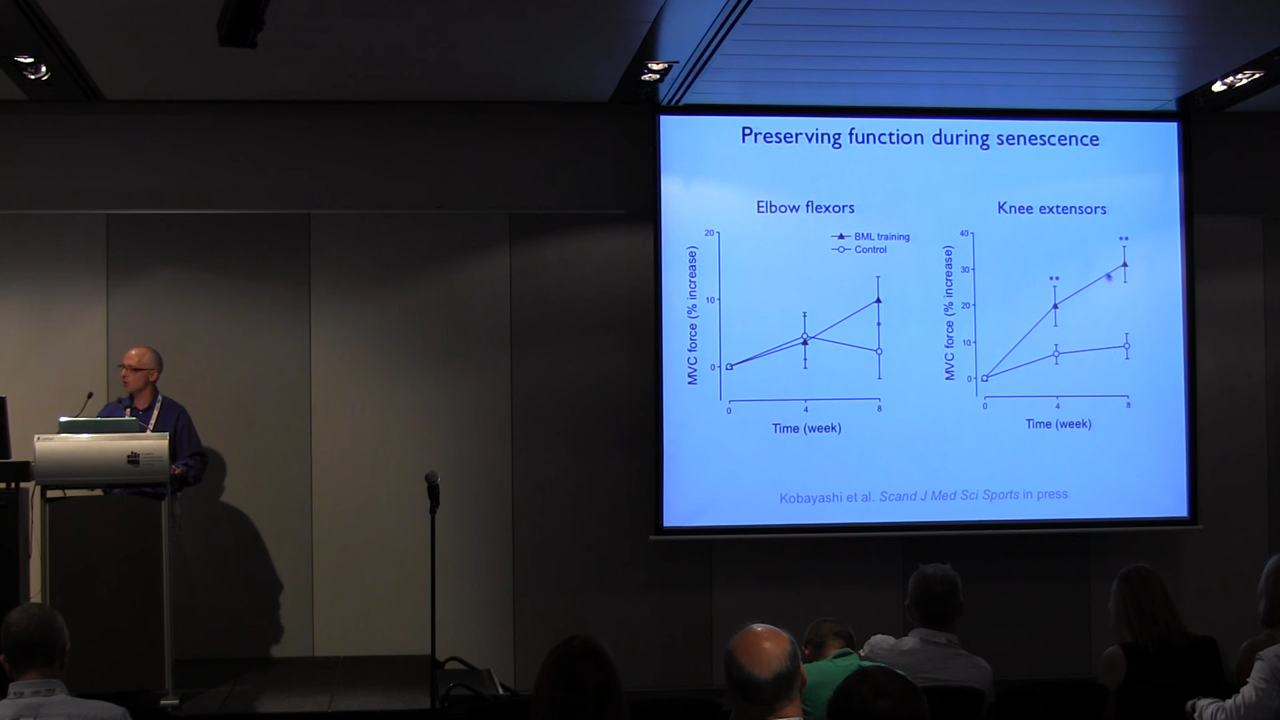 Preserving function during senescence
Elbow flexors
BML training
Control
MVC force (% increase)
20
10
0
0
4
8
Time (week)
Knee extensors
MVC force (% increase)
40
30
20
10
0
**
**
0
4
8
Time (week)
Kobayashi et al. Scand J Med Sci Sports in press